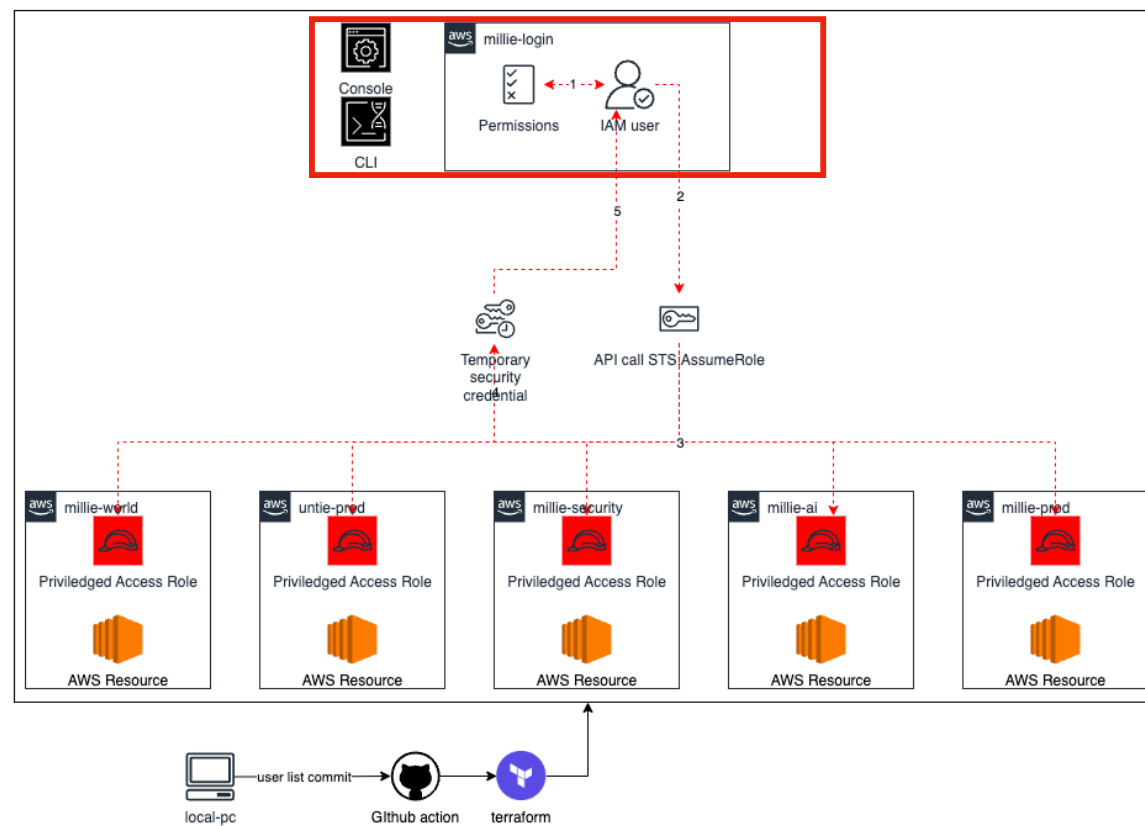 aws
millie-login
Console
1
Permissions
IAM user
CLI
2
5
Temporary
security
credential
4
API call STS:AssumeRole
3
aws
millie-world
Priviledged Access Role
AWS Resource
aws
untie-prod
Priviledged Access Role
AWS Resource
aws
millie-security
Priviledged Access Role
AWS Resource
aws
millie-ai
Priviledged Access Role
AWS Resource
aws
millie-prod
Priviledged Access Role
AWS Resource
user list commit
local-pc
GIthub action
terraform